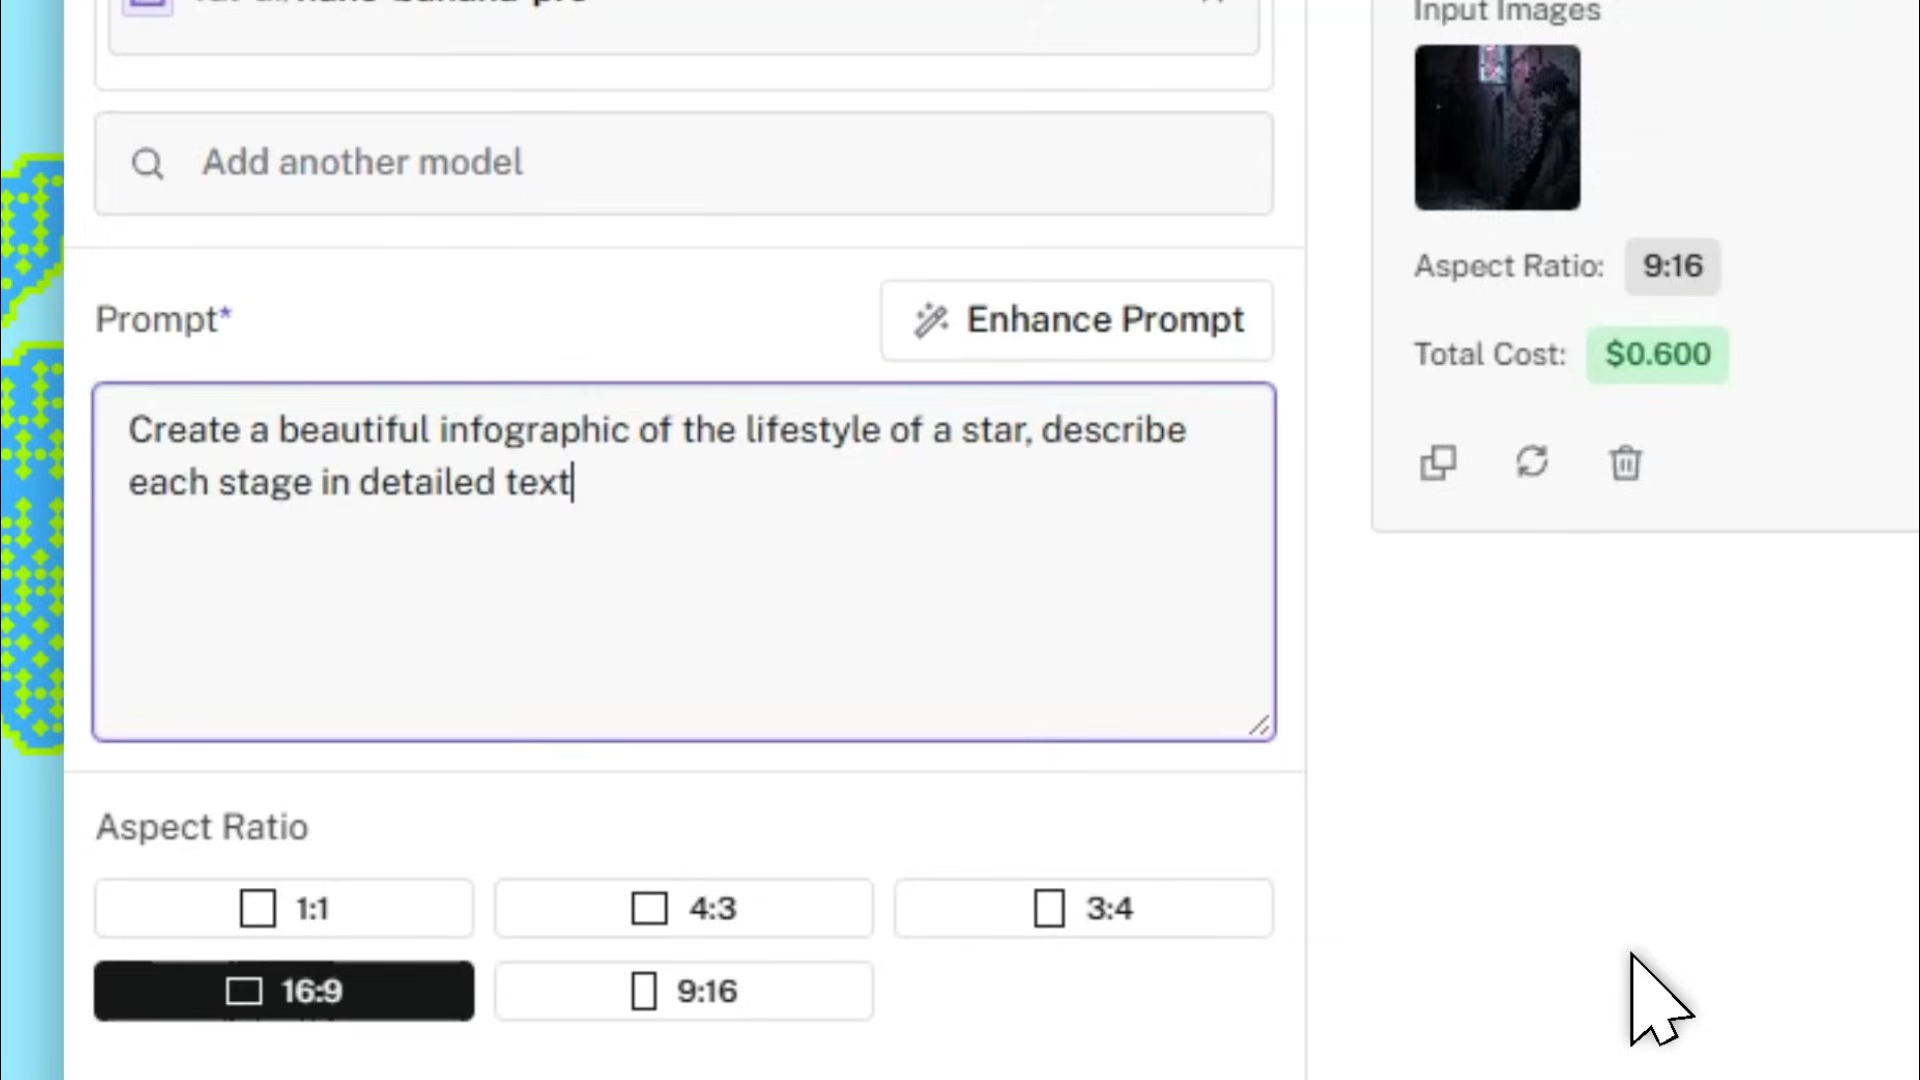 Input Images
Add another model
Aspect Ratio: 9:16
Prompt*
Enhance Prompt
Total Cost: $0.600
Create a beautiful infographic of the lifestyle of a star, describe
each stage in detailed text
Aspect Ratio
1:1
4:3
3:4
16:9
9:16